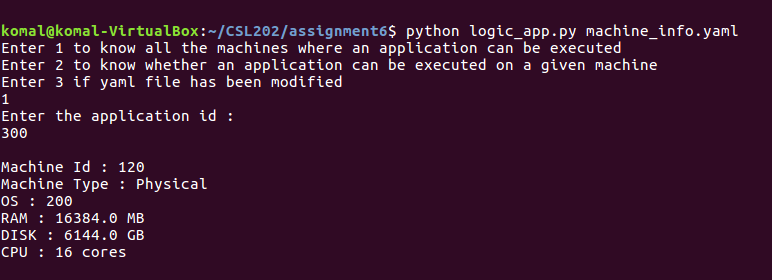 komal@komal-VirtualBox:~/CSL202/assignment6$ python logic_app.py machine_info.yaml
Enter 1 to know all the machines where an application can be executed
Enter 2 to know whether an application can be executed on a given machine
Enter 3 if yaml file has been modified
1
Enter the application id :
300
Machine Id : 120
Machine Type : Physical
OS : 200
RAM : 16384.0 MB
DISK : 6144.0 GB
CPU : 16 cores